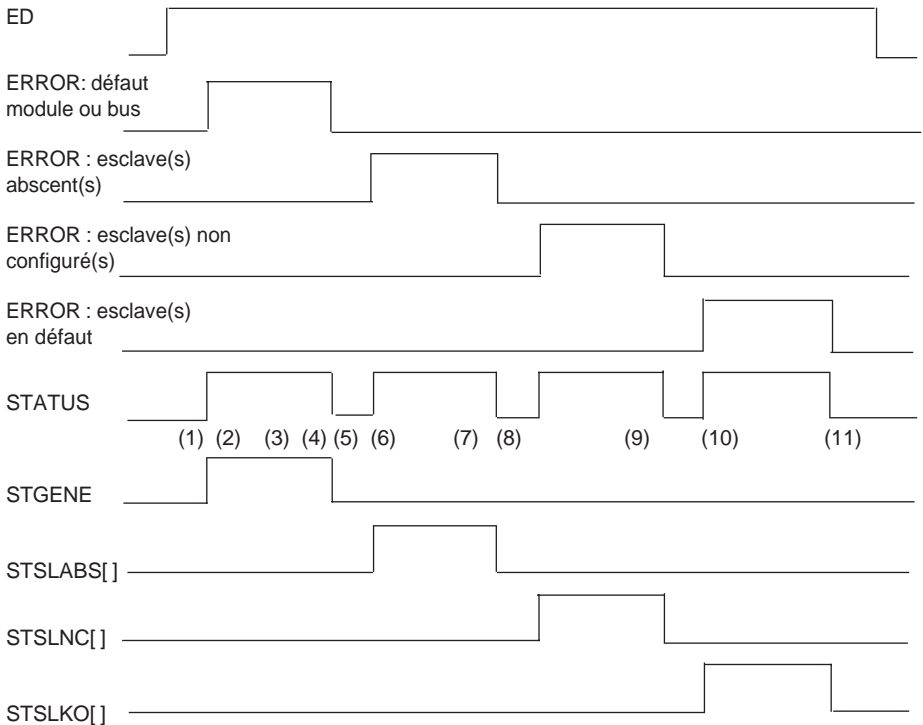 ED
ERROR: défaut
module ou bus
ERROR : esclave(s)
abscent(s)
ERROR : esclave(s) non
configuré(s)
ERROR : esclave(s)
en défaut
STATUS
(1) (2) (3) (4) (5) (6) (7) (8) (9) (10) (11)
STGENE
STSLABS[ ]
STSLNC[ ]
STSLKO[ ]